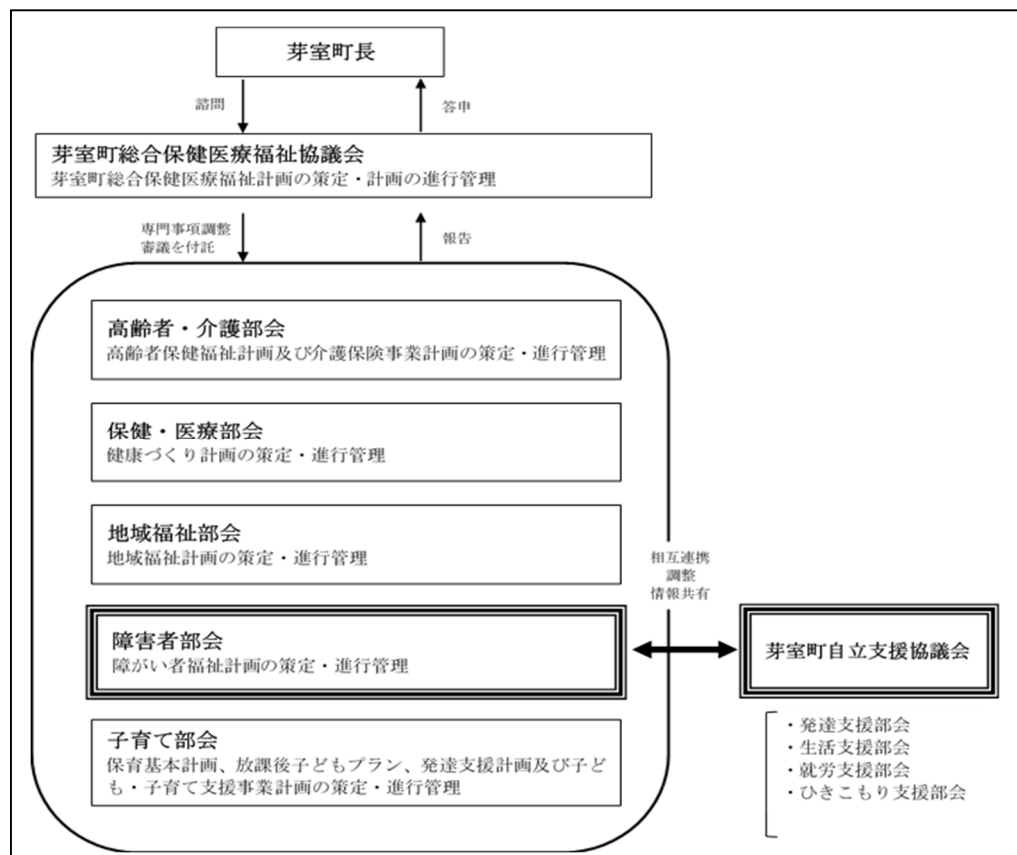 芽室町長
諮問
答申
芽室町総合保健医療福祉協議会
芽室町総合保健医療福祉計画の策定・計画の進行管理
専門事項調整
審議を付託
報告
高齢者・介護部会
高齢者保健福祉計画及び介護保険事業計画の策定・進行管理
保健・医療部会
健康づくり計画の策定・進行管理
地域福祉部会
地域福祉計画の策定・進行管理
相互連携
調整
情報共有
障害者部会
障がい者福祉計画の策定・進行管理
芽室町自立支援協議会
・発達支援部会
・生活支援部会
・就労支援部会
・ひきこもり支援部会
子育て部会
保育基本計画、放課後子どもプラン、発達支援計画及び子ど
も・子育て支援事業計画の策定・進行管理